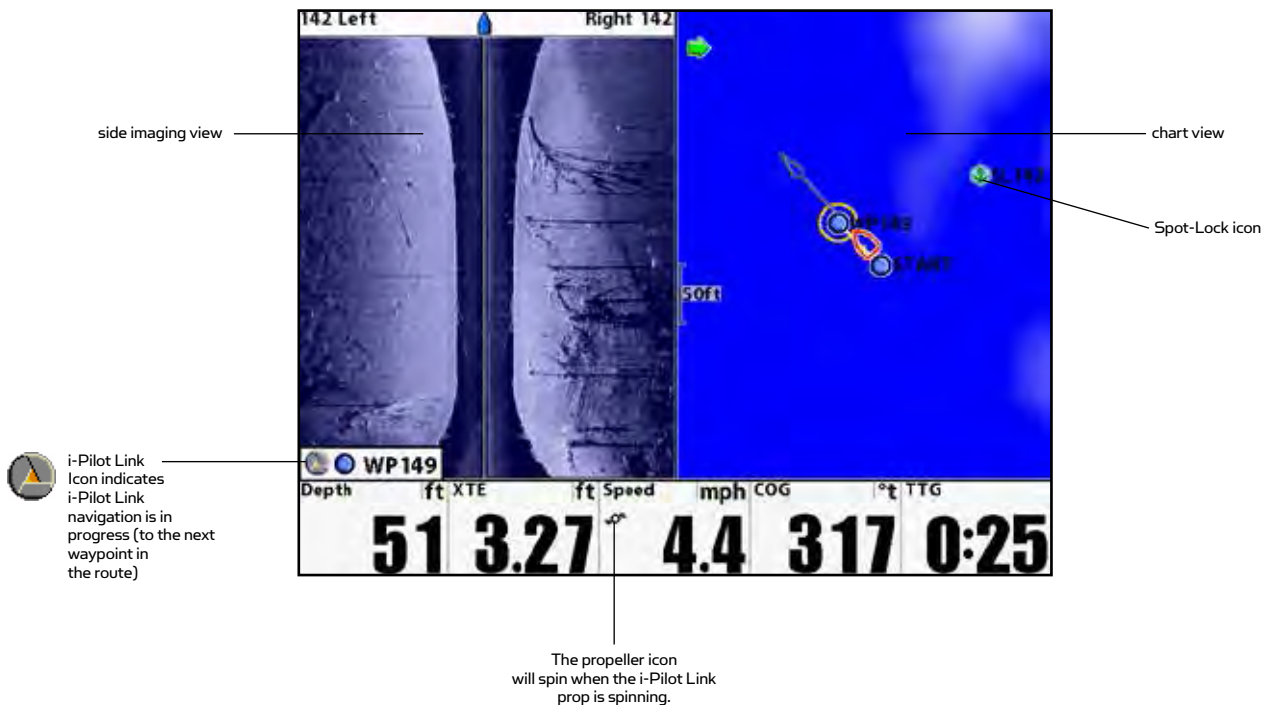 142 Left
Right 142
side imaging view
chart view
WP149
START
Spot-Lock icon
50ft
WP149
i-Pilot Link
Icon indicates
i-Pilot Link
navigation is in
progress (to the next
waypoint in
the route)
Depth ft XTE ft Speed mph COG °t TTG
51 3.27 4.4 317 0:25
The propeller icon
will spin when the i-Pilot Link
prop is spinning.